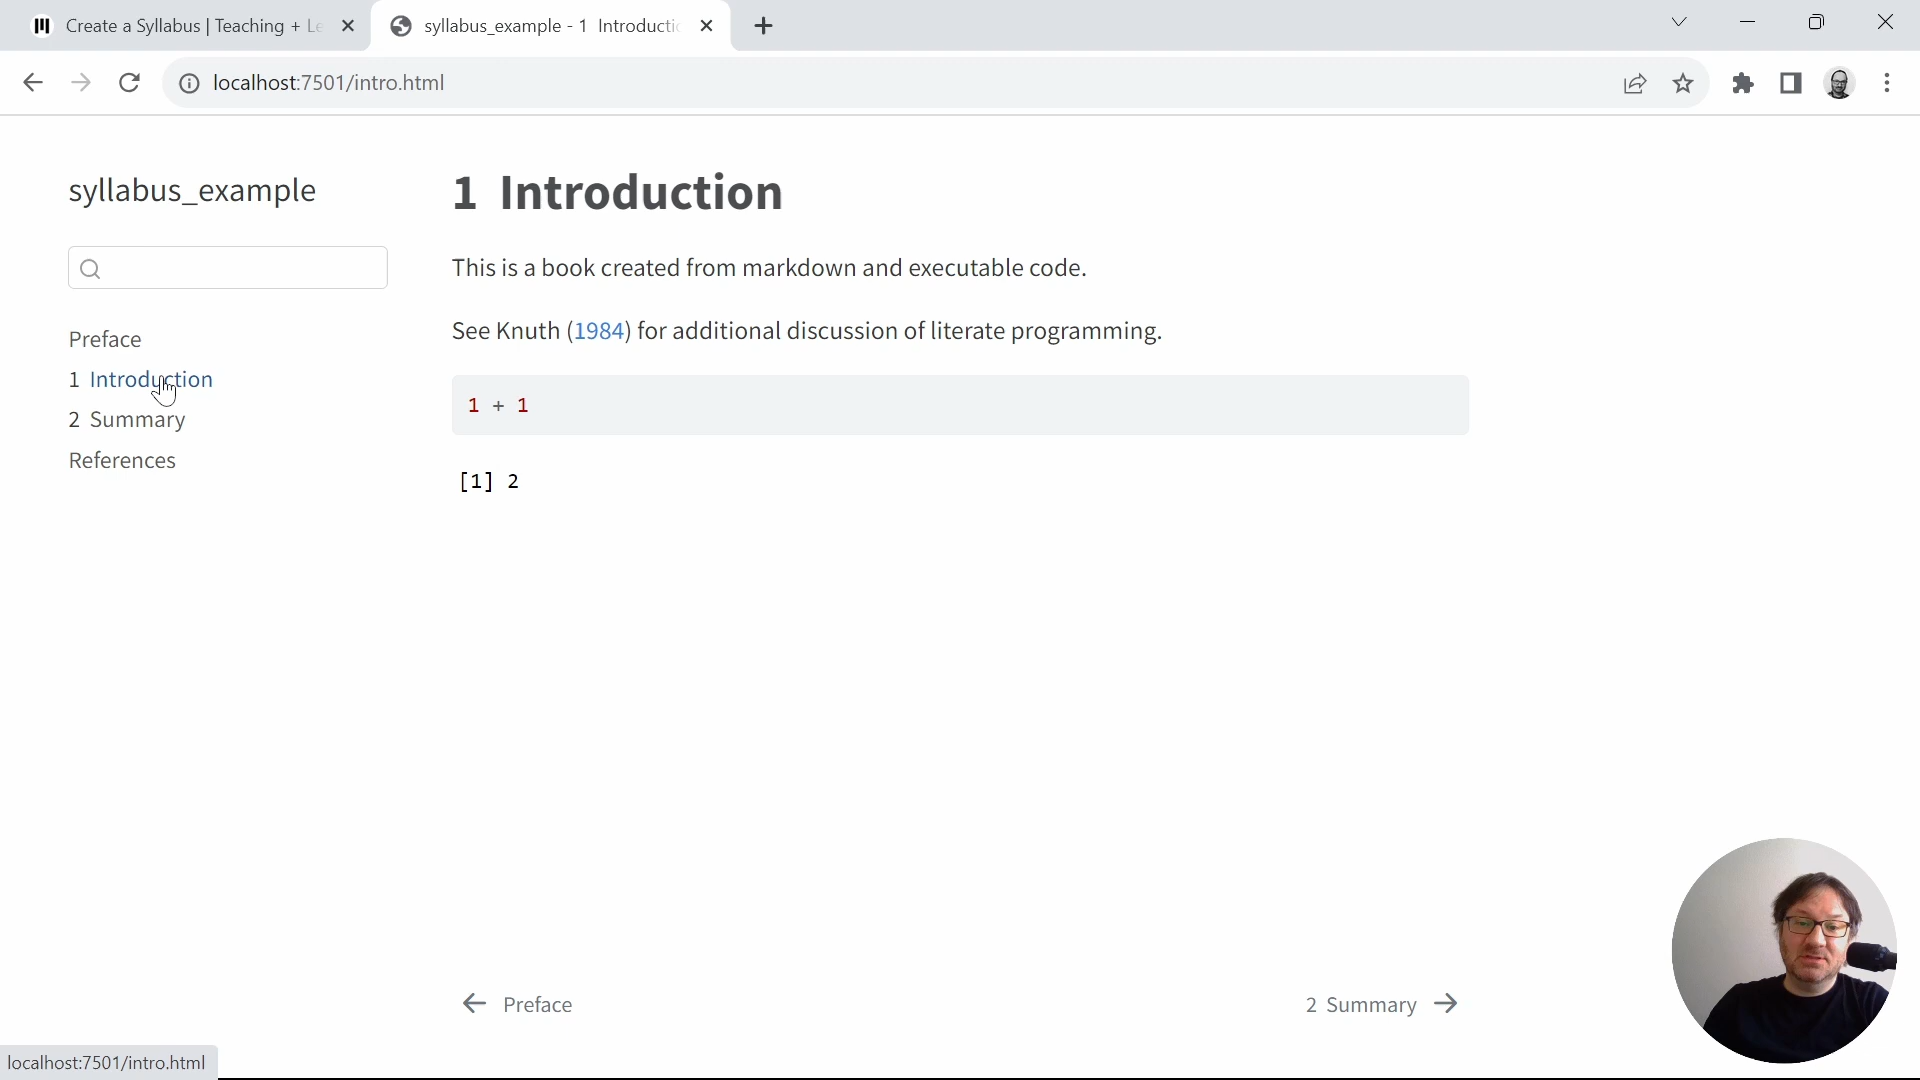 Create a Syllabus | Teaching + Le
syllabus_example - 1 Introductic
localhost:7501/intro.html
syllabus_example
Preface
1 Introduction
2 Summary
References
1 Introduction
This is a book created from markdown and executable code.
See Knuth (1984) for additional discussion of literate programming.
1 + 1
[1] 2
Preface
2 Summary
localhost:7501/intro.html